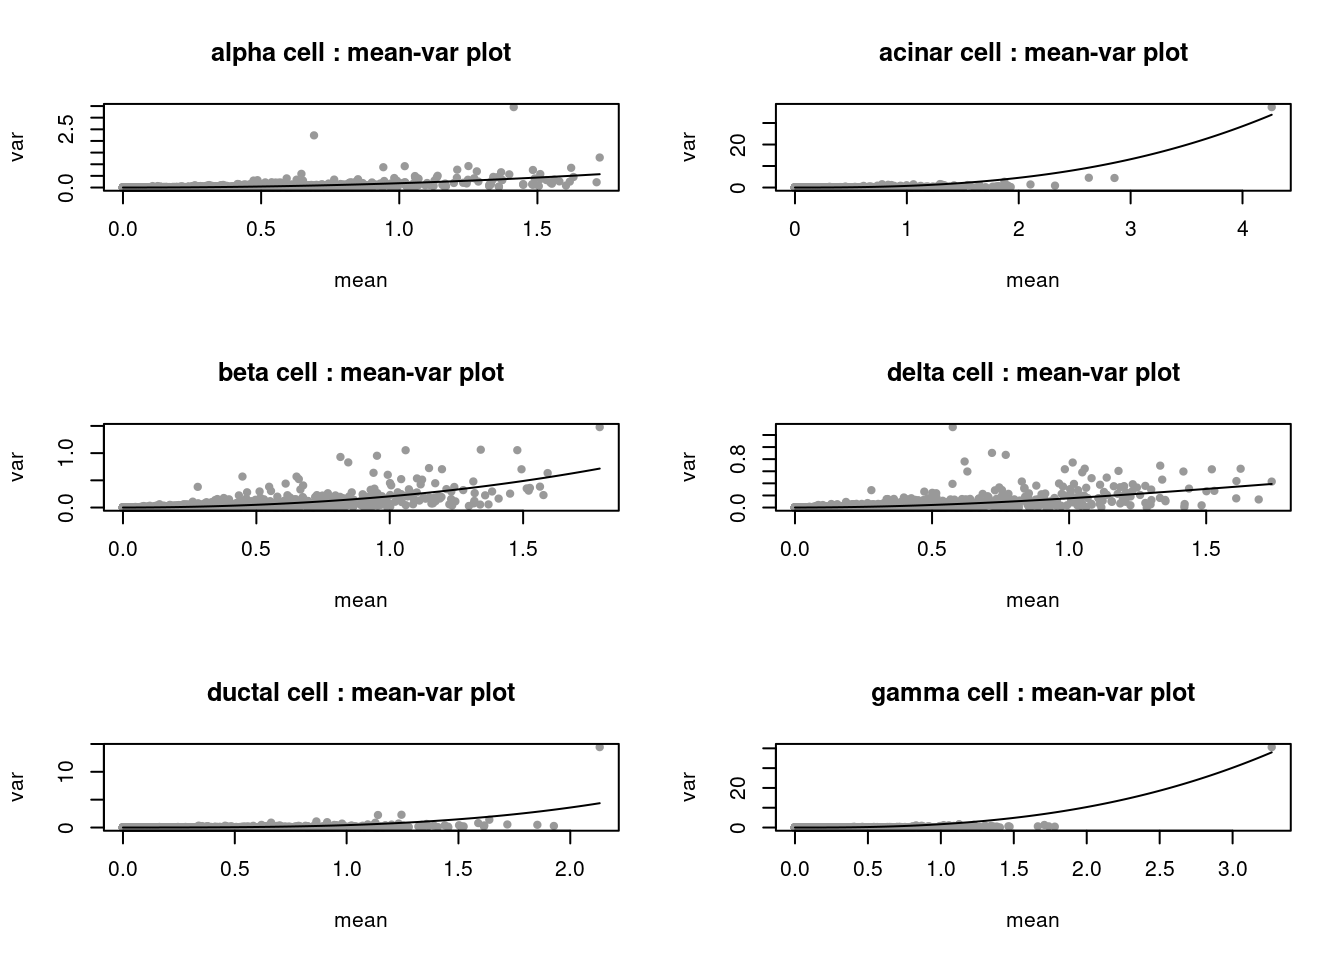 alpha cell : mean-var plot
var
0.0 2.5
0.0 0.5 1.0 1.5
mean
acinar cell : mean-var plot
var
0 20
0 1 2 3 4
mean
beta cell : mean-var plot
var
0.0 1.0
0.0 0.5 1.0 1.5
mean
delta cell : mean-var plot
var
0.0 0.8
0.0 0.5 1.0 1.5
mean
ductal cell : mean-var plot
var
0 10
0.0 0.5 1.0 1.5 2.0
mean
gamma cell : mean-var plot
var
0 20
0.0 0.5 1.0 1.5 2.0 2.5 3.0
mean